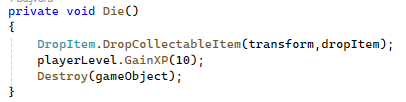 private void Die()
{
    DropItem.DropCollectableItem(transform,dropItem);
    playerLevel.GainXP(10);
    Destroy(gameObject);
}